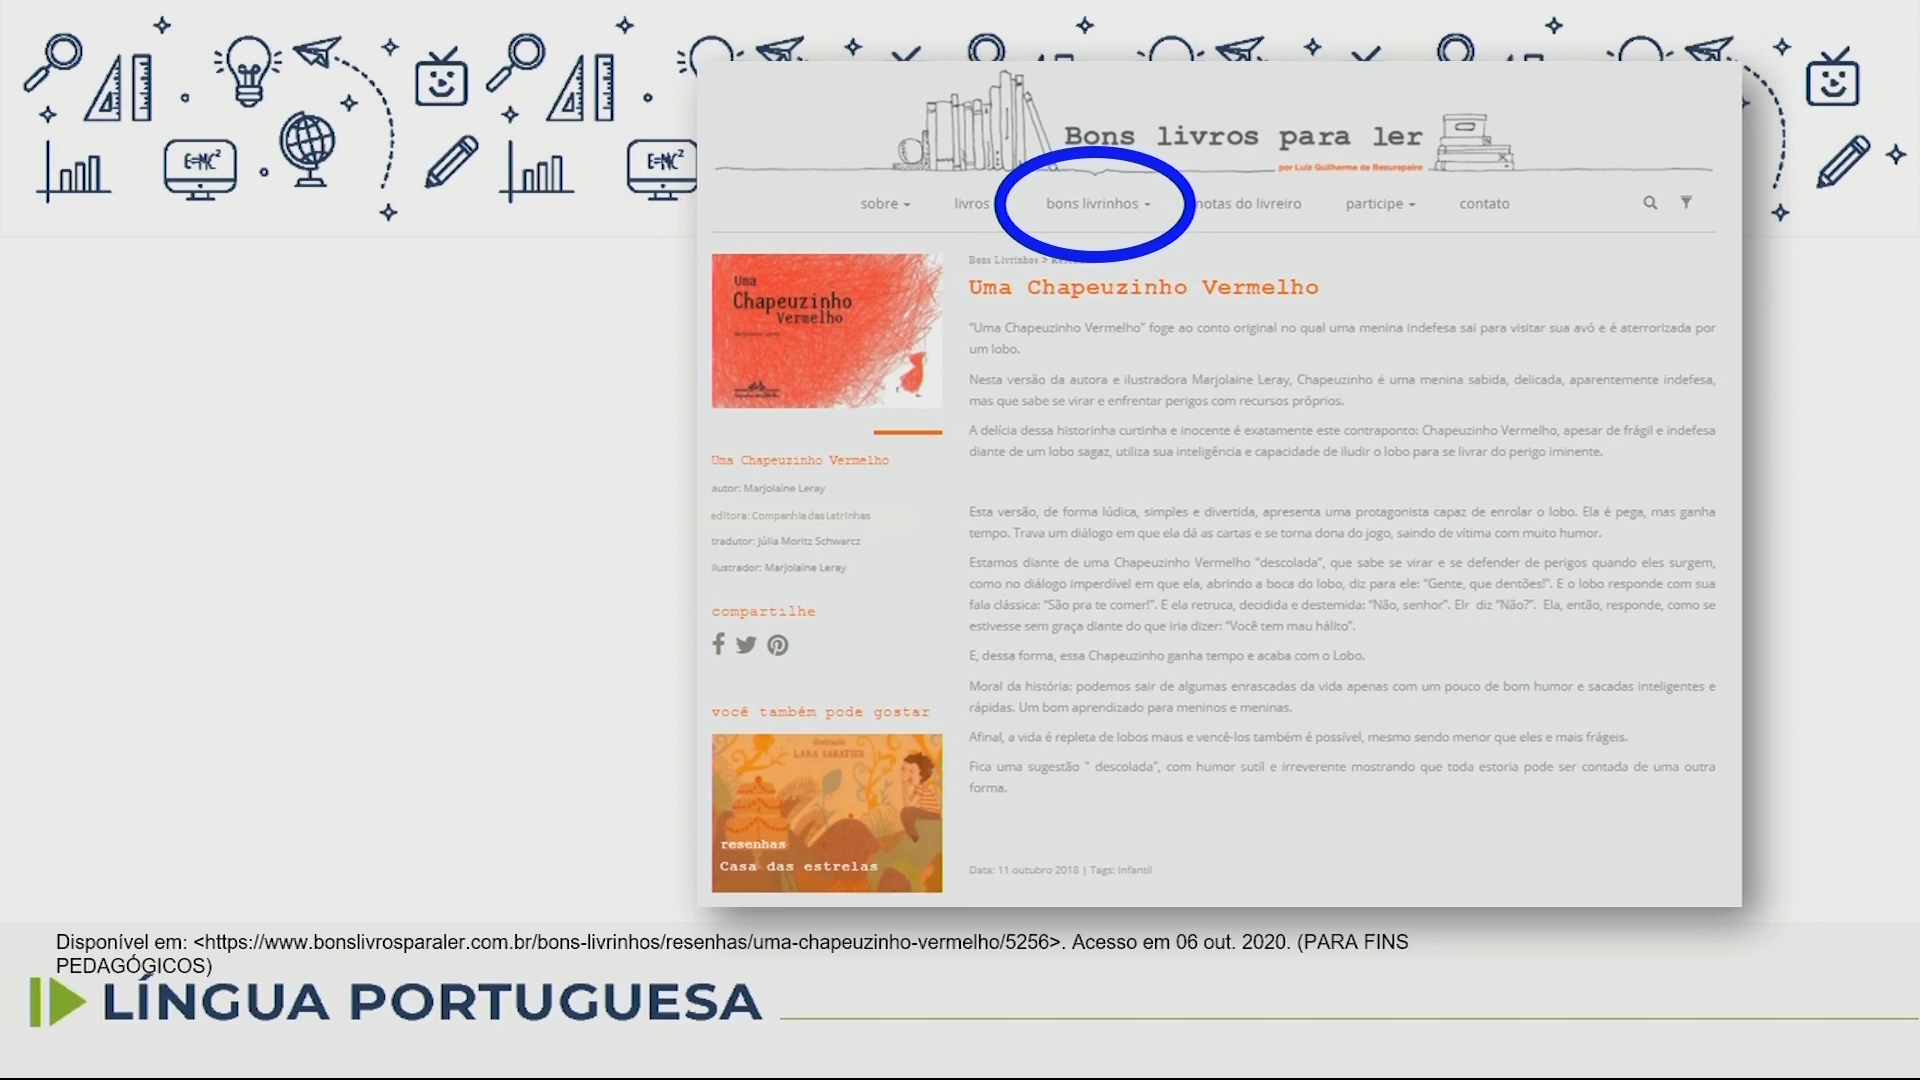 E=MC²
E=MC²
Bons livros para ler
por Luiz Guilherme de Beaurepaire
sobre
livros
bons livrinhos
notas do livreiro
participe
contato
Uma
Chapeuzinho
Vermelho
Marjolaine Leray
Uma Chapeuzinho Vermelho
autor: Marjolaine Leray
editora: Companhia das Letrinhas
tradutor: Júlia Moritz Schwarcz
ilustrador: Marjolaine Leray
compartilhe
você também pode gostar
ilustração
LARA SABATIER
resenhas
Casa das estrelas
Bons Livrinhos >
Uma Chapeuzinho Vermelho
“Uma Chapeuzinho Vermelho” foge ao conto original no qual uma menina indefesa sai para visitar sua avó e é aterrorizada por
um lobo.
Nesta versão da autora e ilustradora Marjolaine Leray, Chapeuzinho é uma menina sabida, delicada, aparentemente indefesa,
mas que sabe se virar e enfrentar perigos com recursos próprios.
A delícia dessa historinha curtinha e inocente é exatamente este contraponto: Chapeuzinho Vermelho, apesar de frágil e indefesa
diante de um lobo sagaz, utiliza sua inteligência e capacidade de iludir o lobo para se livrar do perigo iminente.
Esta versão, de forma lúdica, simples e divertida, apresenta uma protagonista capaz de enrolar o lobo. Ela é pega, mas ganha
tempo. Trava um diálogo em que ela dá as cartas e se torna dona do jogo, saindo de vítima com muito humor.
Estamos diante de uma Chapeuzinho Vermelho “descolada”, que sabe se virar e se defender de perigos quando eles surgem,
como no diálogo imperdível em que ela, abrindo a boca do lobo, diz para ele: “Gente, que dentões!”. E o lobo responde com sua
fala clássica: “São pra te comer!”. E ela retruca, decidida e destemida: “Não, senhor”. Elr diz “Não?”. Ela, então, responde, como se
estivesse sem graça diante do que iria dizer: “Você tem mau hálito”.
E, dessa forma, essa Chapeuzinho ganha tempo e acaba com o Lobo.
Moral da história: podemos sair de algumas enrascadas da vida apenas com um pouco de bom humor e sacadas inteligentes e
rápidas. Um bom aprendizado para meninos e meninas.
Afinal, a vida é repleta de lobos maus e vencê-los também é possível, mesmo sendo menor que eles e mais frágeis.
Fica uma sugestão " descolada”, com humor sutil e irreverente mostrando que toda estoria pode ser contada de uma outra
forma.
Data: 11 outubro 2018 | Tags: Infantil
Disponível em: <https://www.bonslivrosparaler.com.br/bons-livrinhos/resenhas/uma-chapeuzinho-vermelho/5256>. Acesso em 06 out. 2020. (PARA FINS
PEDAGÓGICOS)
LÍNGUA PORTUGUESA